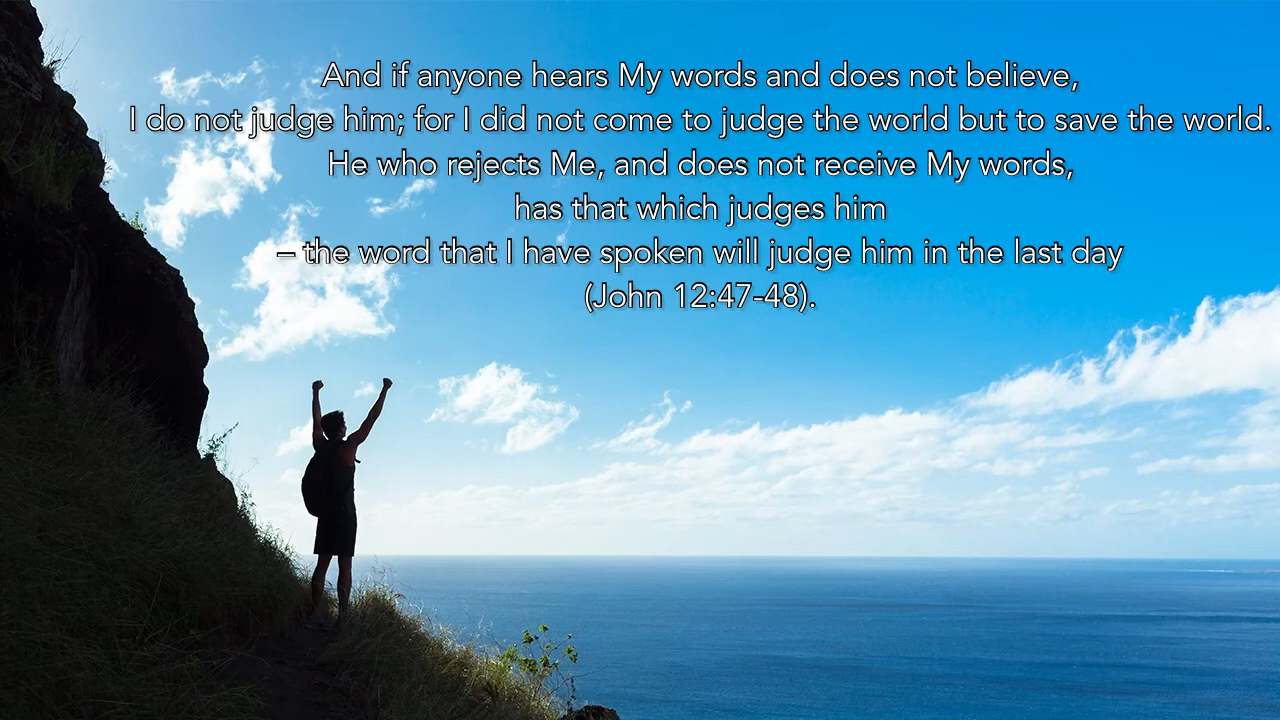 And if anyone hears My words and does not believe,
I do not judge him; for I did not come to judge the world but to save the world.
He who rejects Me, and does not receive My words,
has that which judges him
– the word that I have spoken will judge him in the last day
(John 12:47-48).